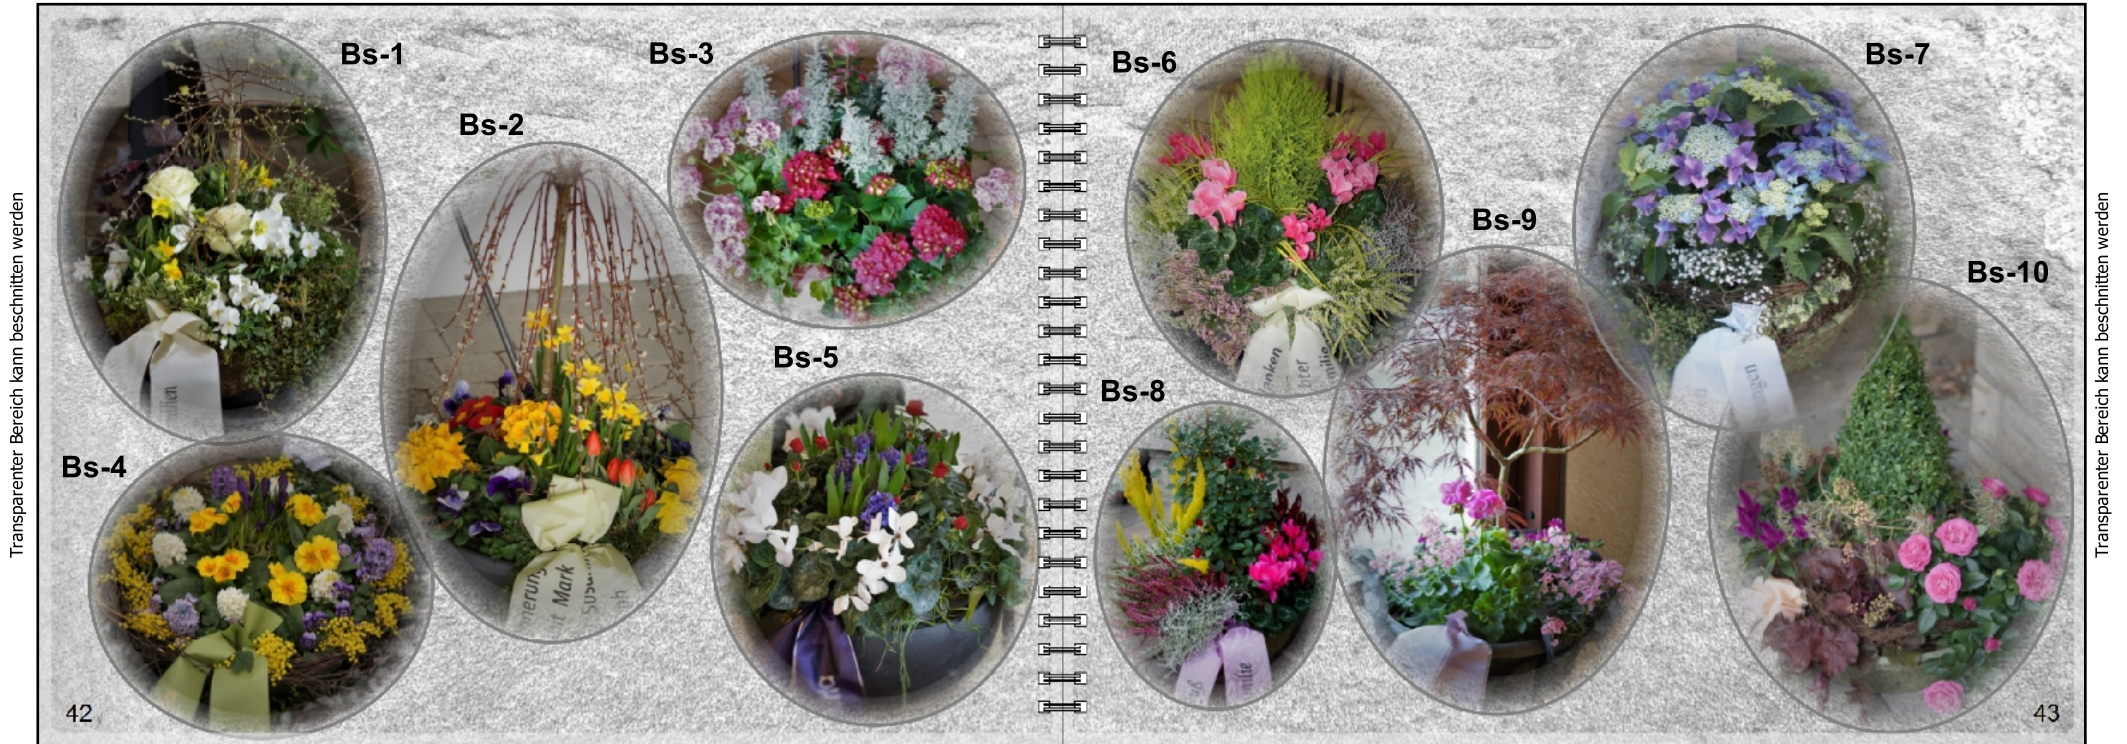 Transparenter Bereich kann beschnitten werden
Bs-1
Bs-2
Bs-3
Bs-4
Bs-5
Mark
42
Bs-6
Bs-7
Bs-8
Bs-9
Bs-10
43
Transparenter Bereich kann beschnitten werden